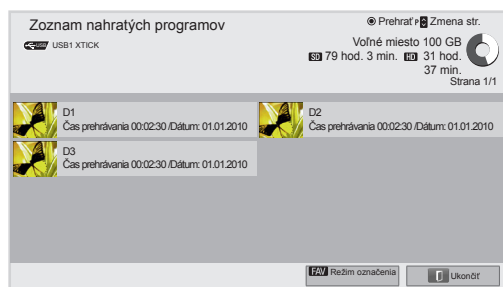 Zoznam nahratých programov
Prehrať P Zmena str.
USB USB1 XTICK
Voľné miesto 100 GB
SD 79 hod. 3 min. HD 31 hod.
37 min.
Strana 1/1
D1
Čas prehrávania 00:02:30 /Dátum: 01.01.2010
D2
Čas prehrávania 00:02:30 /Dátum: 01.01.2010
D3
Čas prehrávania 00:02:30 /Dátum: 01.01.2010
FAV Režim označenia
Ukončiť